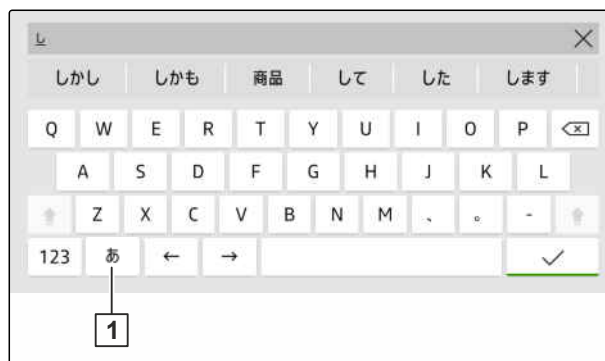 し
しかし しかも 商品 して した します
Q W E R T Y U I O P
A S D F G H J K L
Z X C V B N M 、 。 -
123 あ ← →
1